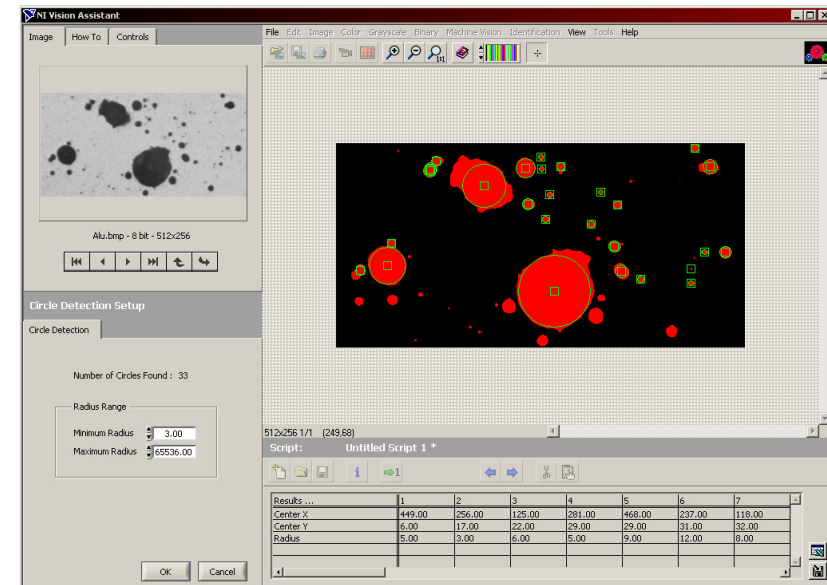 NI Vision Assistant
Image How To Controls
File Edit Image Color Grayscale Binary Machine Vision Identification View Tools Help
1:1
Alu.bmp - 8 bit - 512x256
Circle Detection Setup
Circle Detection
Number of Circles Found : 33
Radius Range
Minimum Radius 3.00
Maximum Radius 65536.00
OK Cancel
512x256 1/1 (249,68)
Script: Untitled Script 1 *
1
Results ... 1 2 3 4 5 6 7
Center X 449.00 256.00 125.00 281.00 468.00 237.00 118.00
Center Y 6.00 17.00 22.00 29.00 29.00 31.00 32.00
Radius 5.00 3.00 6.00 5.00 9.00 12.00 8.00